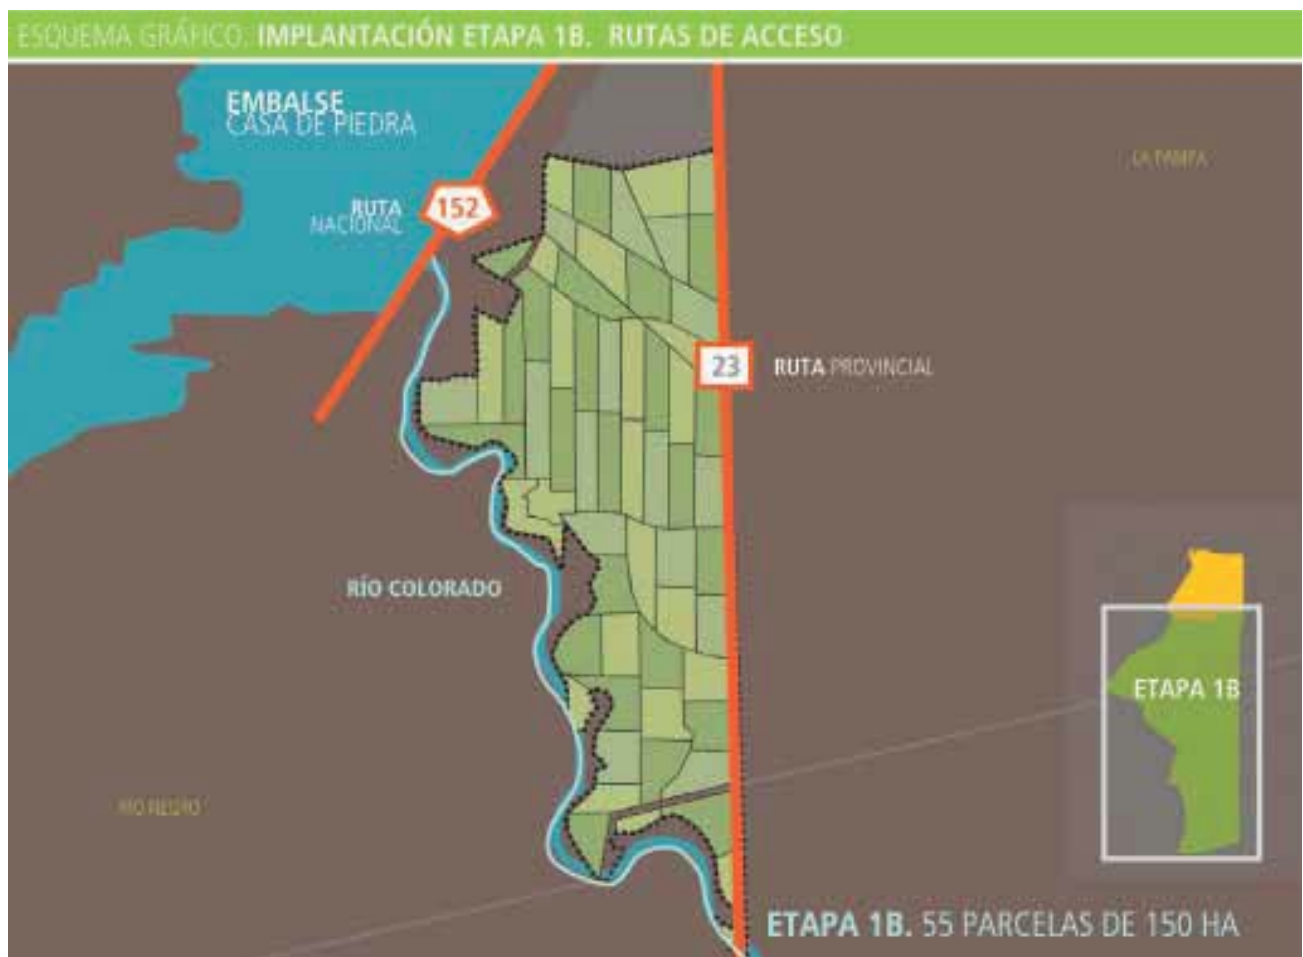 ESQUEMA GRÁFICO. IMPLANTACIÓN ETAPA 1B. RUTAS DE ACCESO
EMBALSE
CASA DE PIEDRA
LA PAMPA
RUTA
NACIONAL
152
23
RUTA PROVINCIAL
RÍO COLORADO
ETAPA 1B
RÍO NEGRO
ETAPA 1B. 55 PARCELAS DE 150 HA